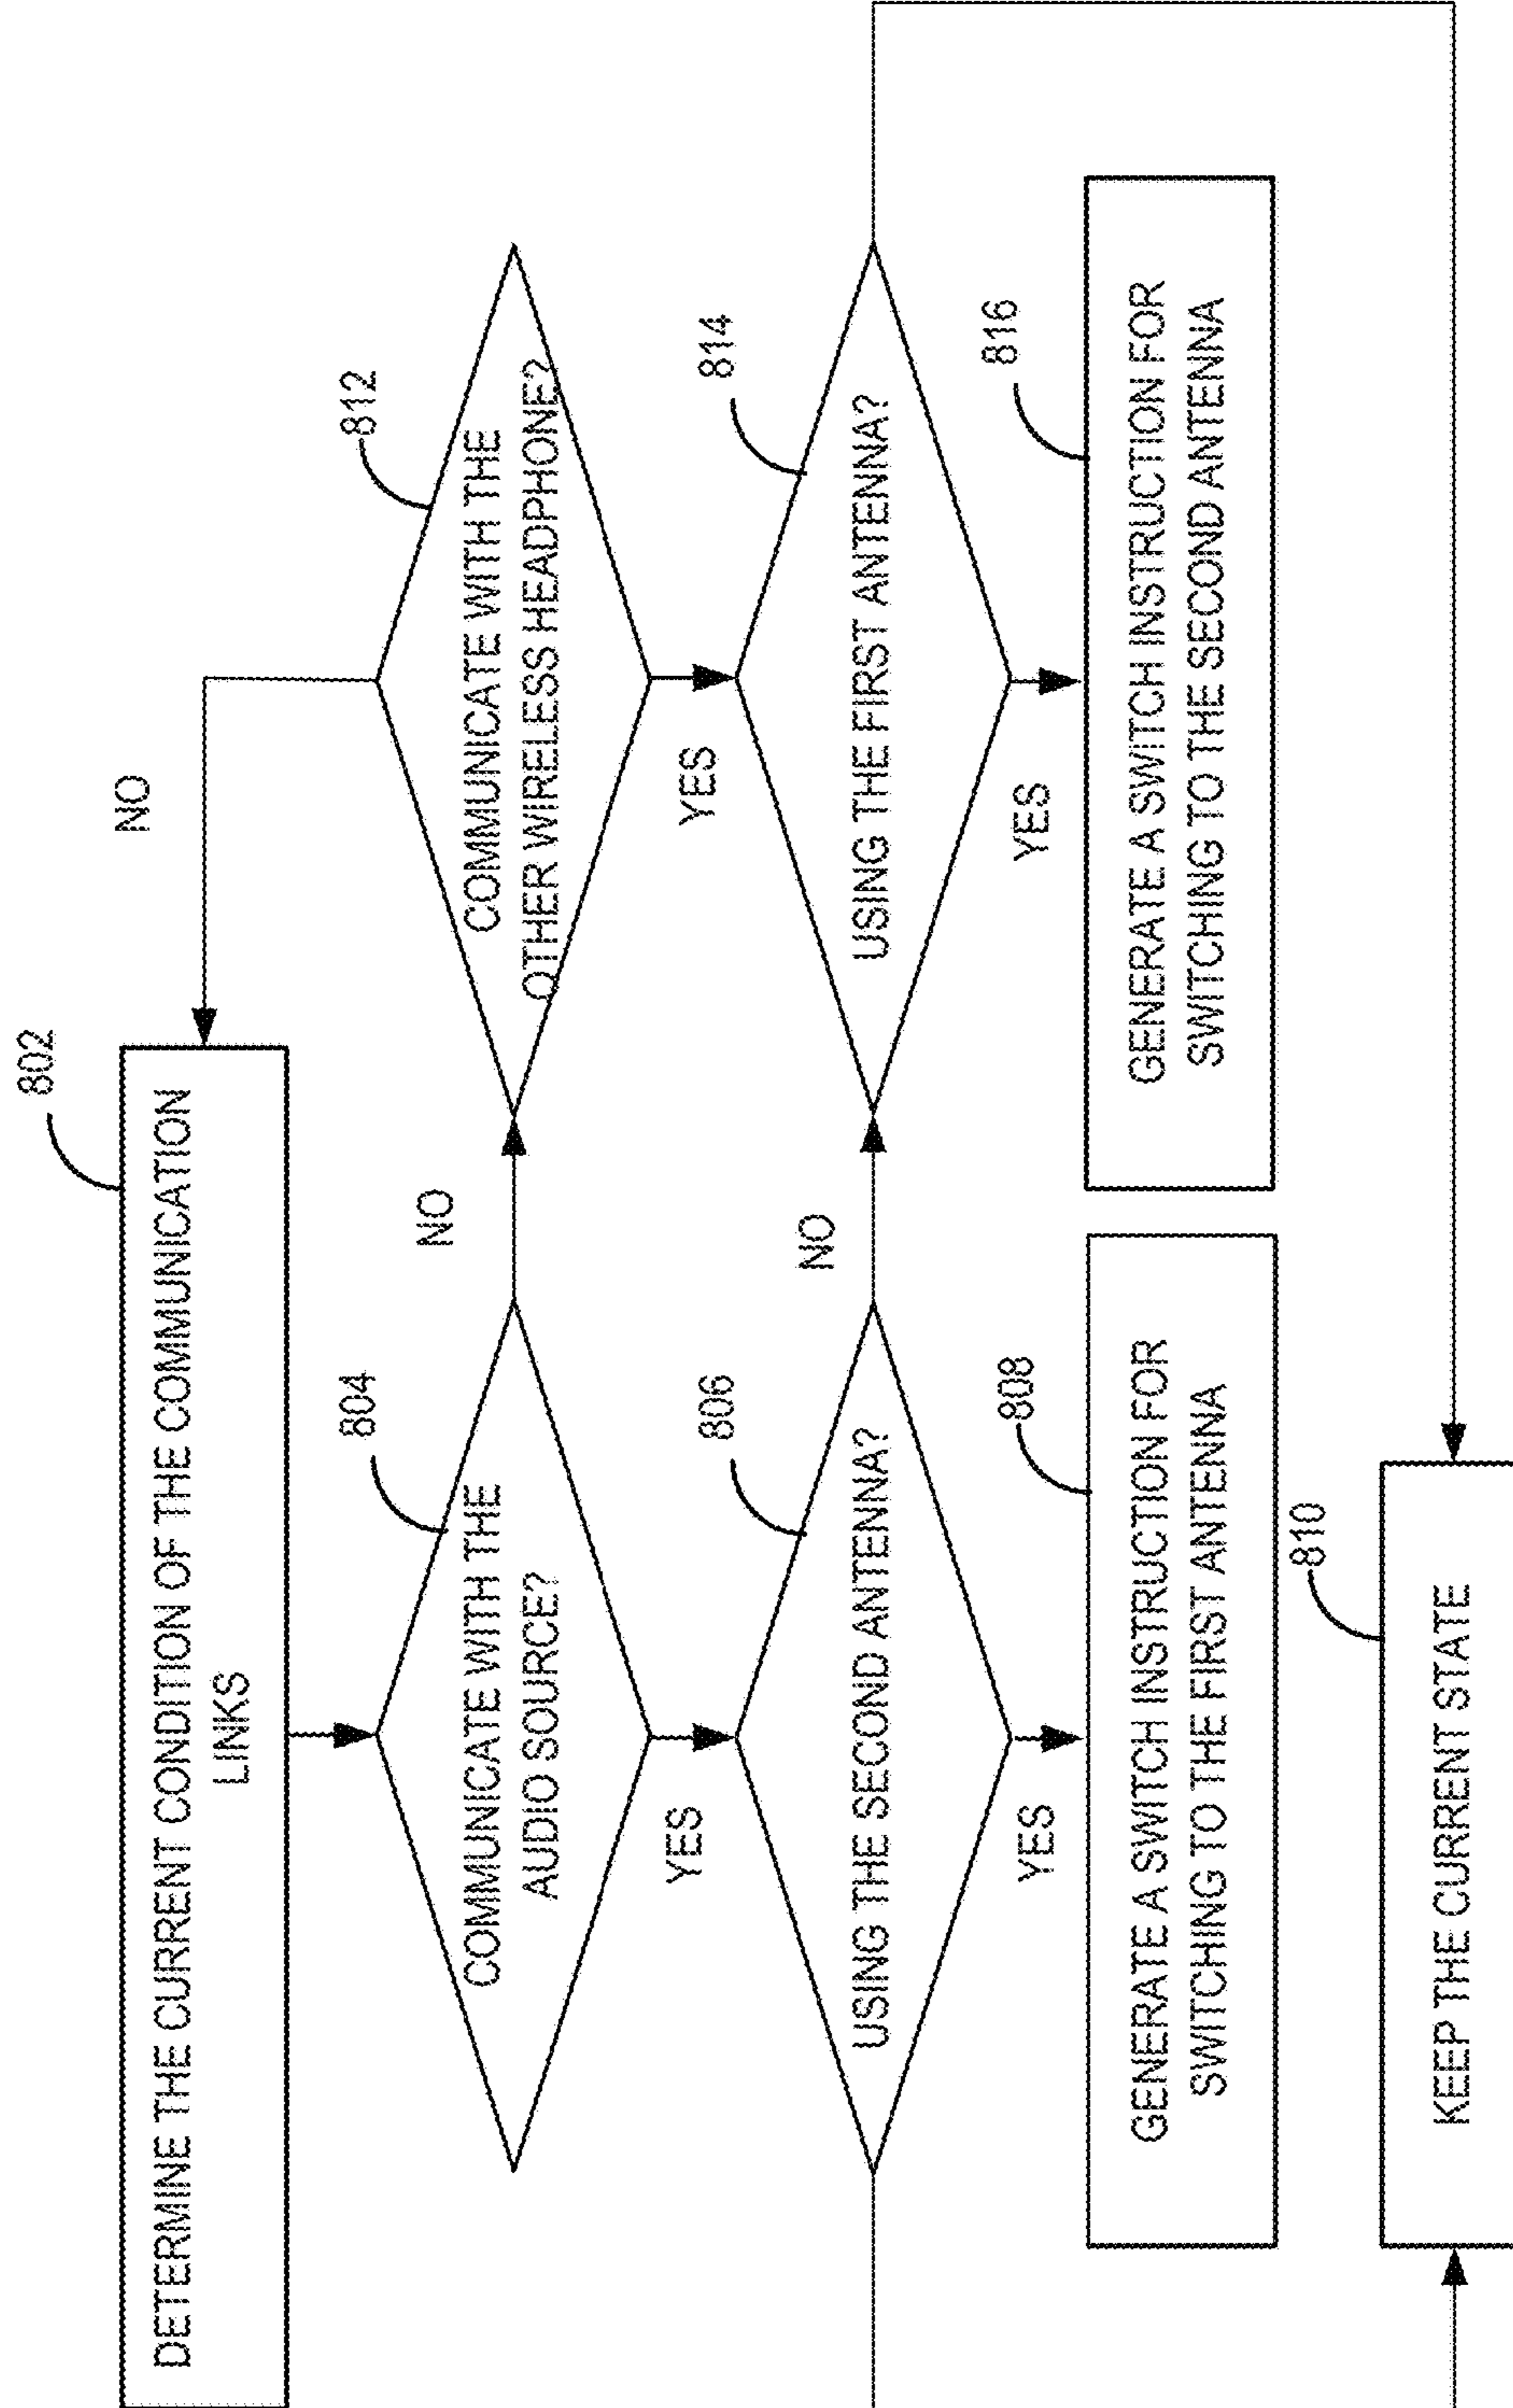 802
DETERMINE THE CURRENT CONDITION OF THE COMMUNICATION
LINKS
NO
804
COMMUNICATE WITH THE
AUDIO SOURCE?
NO
812
COMMUNICATE WITH THE
OTHER WIRELESS HEADPHONE?
YES
YES
806
USING THE SECOND ANTENNA?
NO
814
USING THE FIRST ANTENNA?
YES
YES
808
GENERATE A SWITCH INSTRUCTION FOR
SWITCHING TO THE FIRST ANTENNA
816
GENERATE A SWITCH INSTRUCTION FOR
SWITCHING TO THE SECOND ANTENNA
810
KEEP THE CURRENT STATE